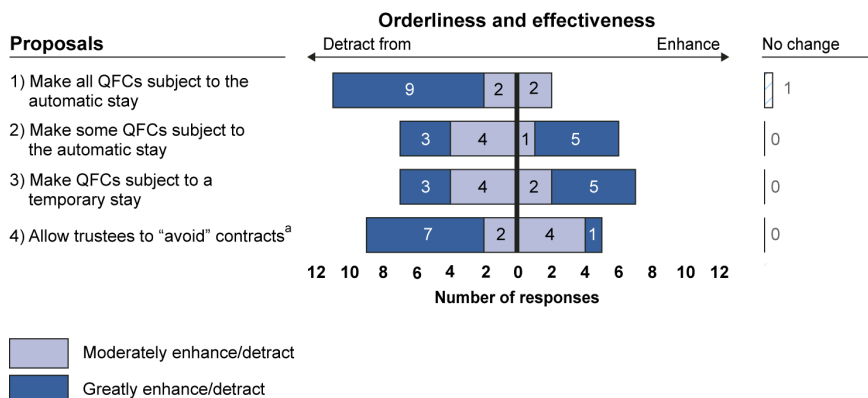 Orderliness and effectiveness
Proposals
Detract from
Enhance
No change
1) Make all QFCs subject to the
automatic stay
9
2
2
1
2) Make some QFCs subject to
the automatic stay
3
4
1
5
0
3) Make QFCs subject to a
temporary stay
3
4
2
5
0
4) Allow trustees to “avoid” contractsa
7
2
4
1
0
12 10 8 6 4 2 0 2 4 6 8 10 12
Number of responses
Moderately enhance/detract
Greatly enhance/detract